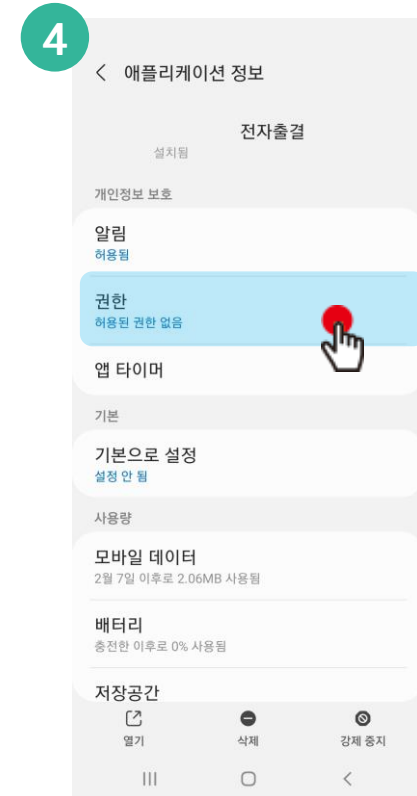 4
애플리케이션 정보
전자출결
설치됨
개인정보 보호
알림
허용됨
권한
허용된 권한 없음
앱 타이머
기본
기본으로 설정
설정 안 됨
사용량
모바일 데이터
2월 7일 이후로 2.06MB 사용됨
배터리
충전한 이후로 0% 사용됨
저장공간
열기 삭제 강제 중지